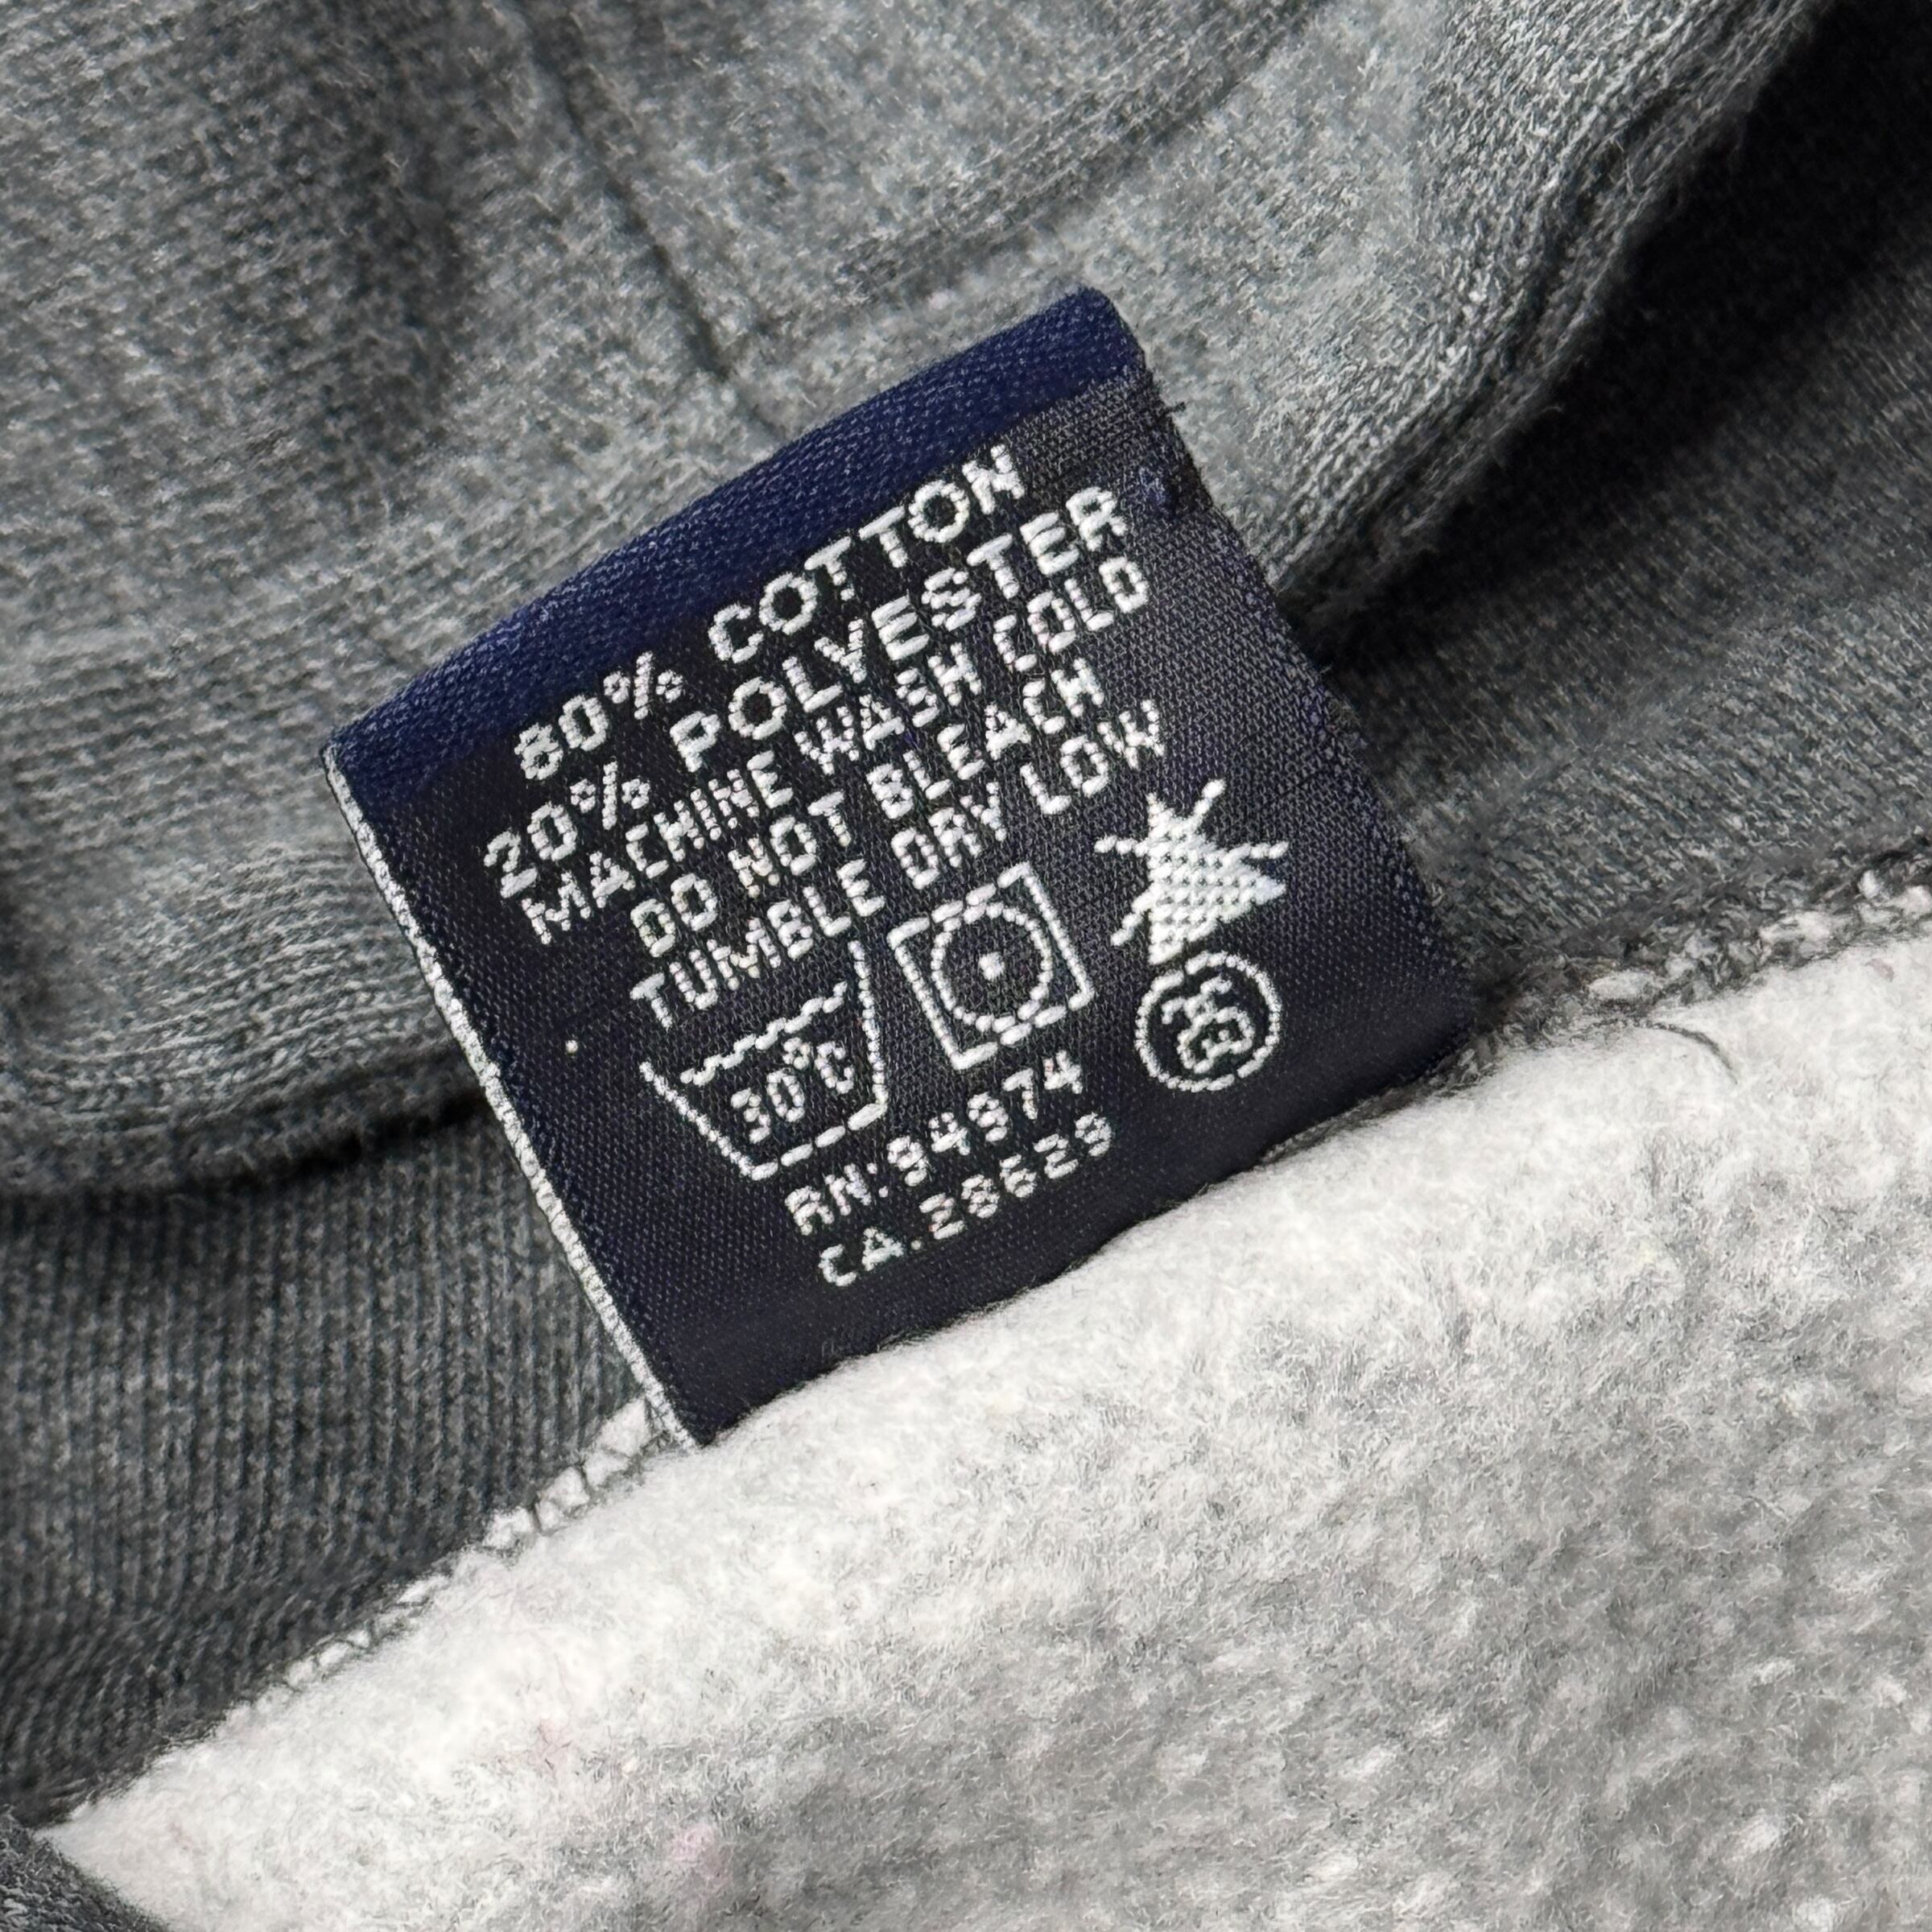 80% COTTON
20% POLYESTER
MACHINE WASH COLD
DO NOT BLEACH
TUMBLE DRY LOW
30°C
RN:94974
CA.28629